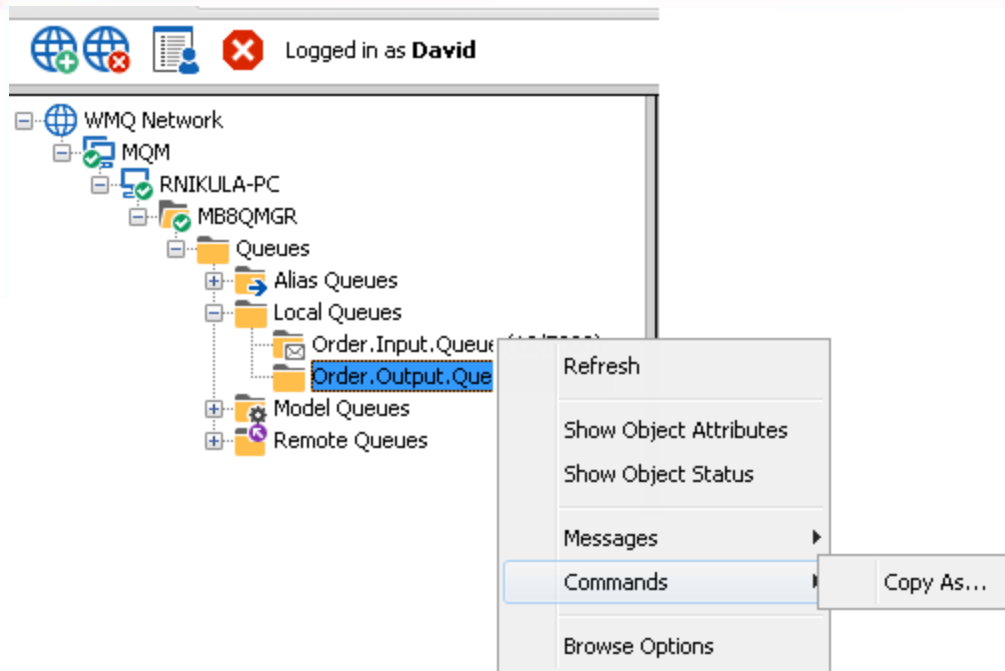 Logged in as David
WMQ Network
MQM
RNIKULA-PC
MB8QMGR
Queues
Alias Queues
Local Queues
Order.Input.Queue
Order.Output.Que
Model Queues
Remote Queues
Refresh
Show Object Attributes
Show Object Status
Messages
Commands
Copy As...
Browse Options